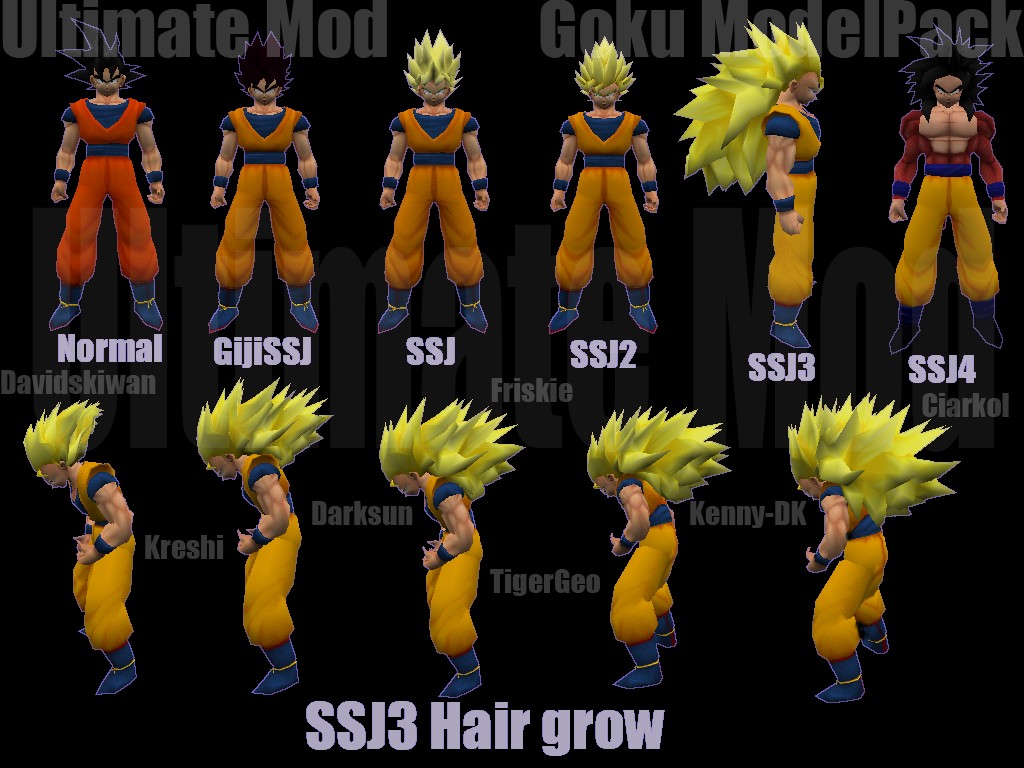 Ultimate Mod
Goku ModelPack
Ultimate Mod
Normal
GijiSSJ
SSJ
SSJ2
SSJ3
SSJ4
Davidskiwan
Friskie
Ciarkol
Kreshi
Darksun
TigerGeo
Kenny-DK
SSJ3 Hair grow